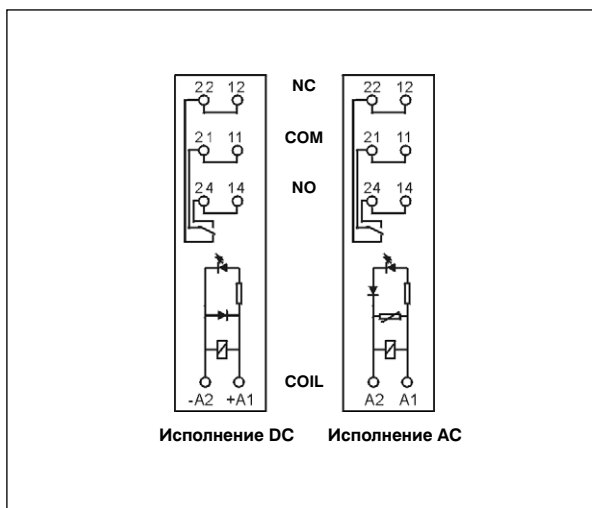 22 12 NC 22 12
21 11 COM 21 11
24 14 NO 24 14
-A2 +A1 COIL A2 A1
Исполнение DC Исполнение AC